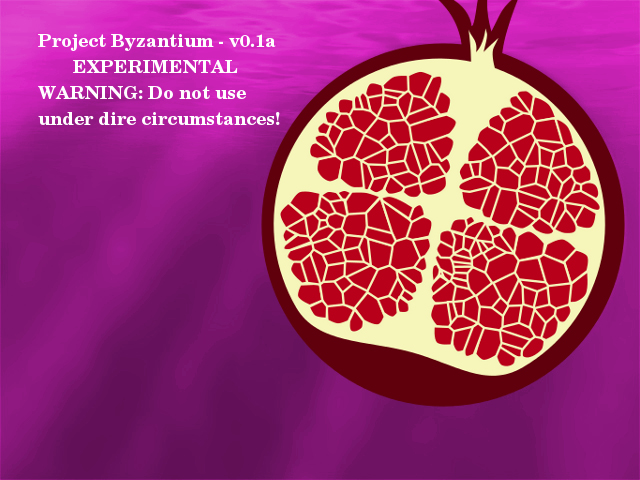 Project Byzantium - v0.1a
EXPERIMENTAL
WARNING: Do not use
under dire circumstances!